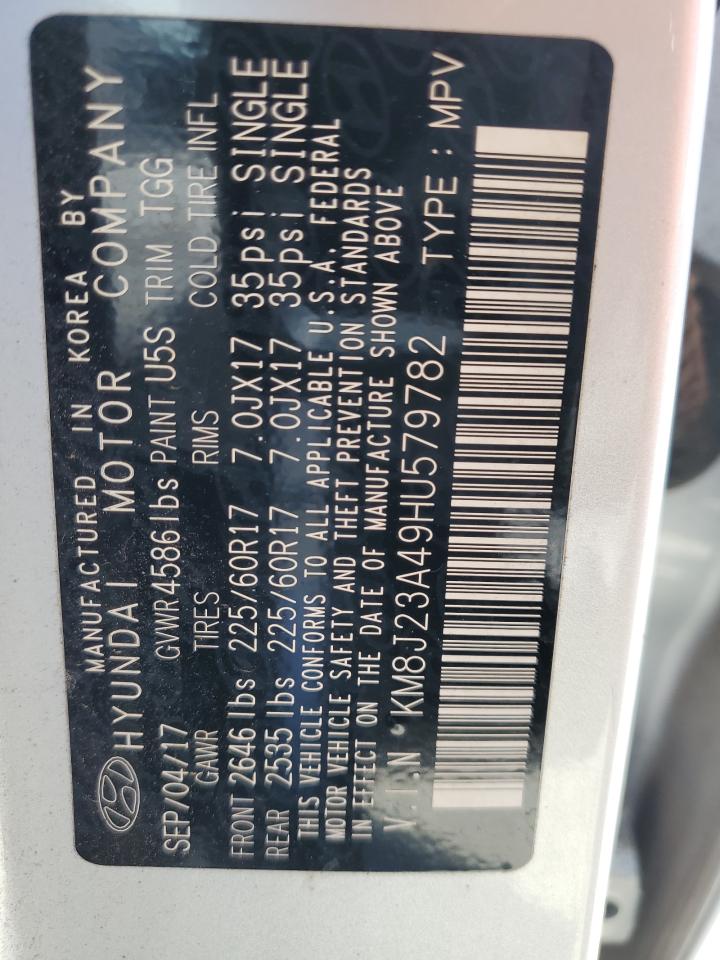 MANUFACTURED IN KOREA BY
HYUNDAI MOTOR COMPANY
SEP/04/17 GVWR4586lbs PAINT U5S TRIM TGG
GAWR TIRES RIMS COLD TIRE INFL
FRONT 2646lbs 225/60R17 7.0JX17 35psi SINGLE
REAR 2535 lbs 225/60R17 7.0JX17 35psi SINGLE
THIS VEHICLE CONFORMS TO ALL APPLICABLE U.S.A. FEDERAL
MOTOR VEHICLE SAFETY AND THEFT PREVENTION STANDARDS
IN EFFECT ON THE DATE OF MANUFACTURE SHOWN ABOVE
V.I.N KM8J23A49HU579782 TYPE : MPV